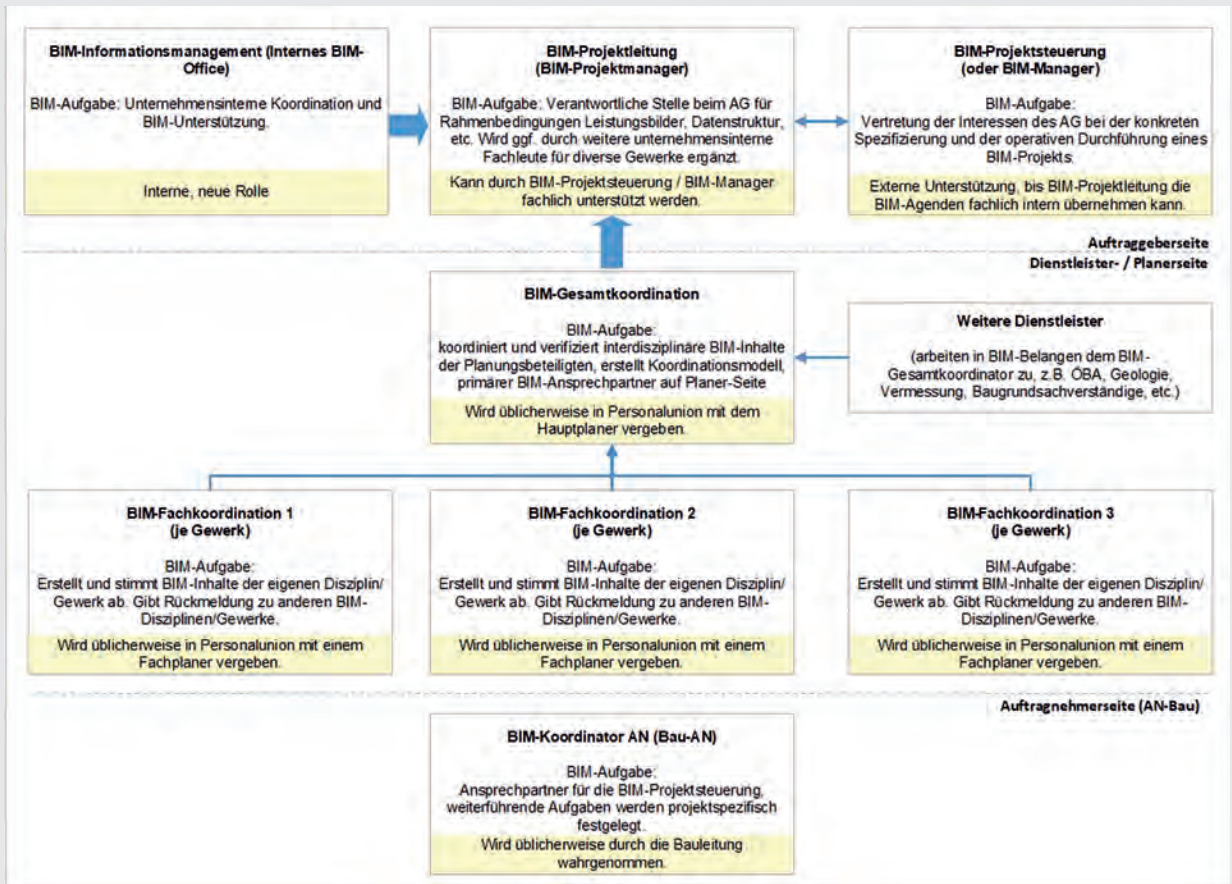 BIM-Informationsmanagement (Internes BIM-
Office)
BIM-Aufgabe: Unternehmensinterne Koordination und
BIM-Unterstützung.
Interne, neue Rolle
BIM-Projektleitung
(BIM-Projektmanager)
BIM-Aufgabe: Verantwortliche Stelle beim AG für
Rahmenbedingungen Leistungsbilder, Datenstruktur,
etc. Wird ggf. durch weitere unternehmensinterne
Fachleute für diverse Gewerke ergänzt.
Kann durch BIM-Projektsteuerung / BIM-Manager
fachlich unterstützt werden.
BIM-Projektsteuerung
(oder BIM-Manager)
BIM-Aufgabe:
Vertretung der Interessen des AG bei der konkreten
Spezifizierung und der operativen Durchführung eines
BIM-Projekts.
Externe Unterstützung, bis BIM-Projektleitung die
BIM-Agenden fachlich intern übernehmen kann.
Auftraggeberseite
Dienstleister- / Planerseite
BIM-Gesamtkoordination
BIM-Aufgabe:
koordiniert und verifiziert interdisziplinäre BIM-Inhalte
der Planungsbeteiligten, erstellt Koordinationsmodell,
primärer BIM-Ansprechpartner auf Planer-Seite
Wird üblicherweise in Personalunion mit dem
Hauptplaner vergeben.
Weitere Dienstleister
(arbeiten in BIM-Belangen dem BIM-
Gesamtkoordinator zu, z.B. ÖBA, Geologie,
Vermessung, Baugrundsachverständige, etc.)
BIM-Fachkoordination 1
(je Gewerk)
BIM-Aufgabe:
Erstellt und stimmt BIM-Inhalte der eigenen Disziplin/
Gewerk ab. Gibt Rückmeldung zu anderen BIM-
Disziplinen/Gewerke.
Wird üblicherweise in Personalunion mit einem
Fachplaner vergeben.
BIM-Fachkoordination 2
(je Gewerk)
BIM-Aufgabe:
Erstellt und stimmt BIM-Inhalte der eigenen Disziplin/
Gewerk ab. Gibt Rückmeldung zu anderen BIM-
Disziplinen/Gewerke.
Wird üblicherweise in Personalunion mit einem
Fachplaner vergeben.
BIM-Fachkoordination 3
(je Gewerk)
BIM-Aufgabe:
Erstellt und stimmt BIM-Inhalte der eigenen Disziplin/
Gewerk ab. Gibt Rückmeldung zu anderen BIM-
Disziplinen/Gewerke.
Wird üblicherweise in Personalunion mit einem
Fachplaner vergeben.
Auftragnehmerseite (AN-Bau)
BIM-Koordinator AN (Bau-AN)
BIM-Aufgabe:
Ansprechpartner für die BIM-Projektsteuerung,
weiterführende Aufgaben werden projektspezifisch
festgelegt.
Wird üblicherweise durch die Bauleitung
wahrgenommen.